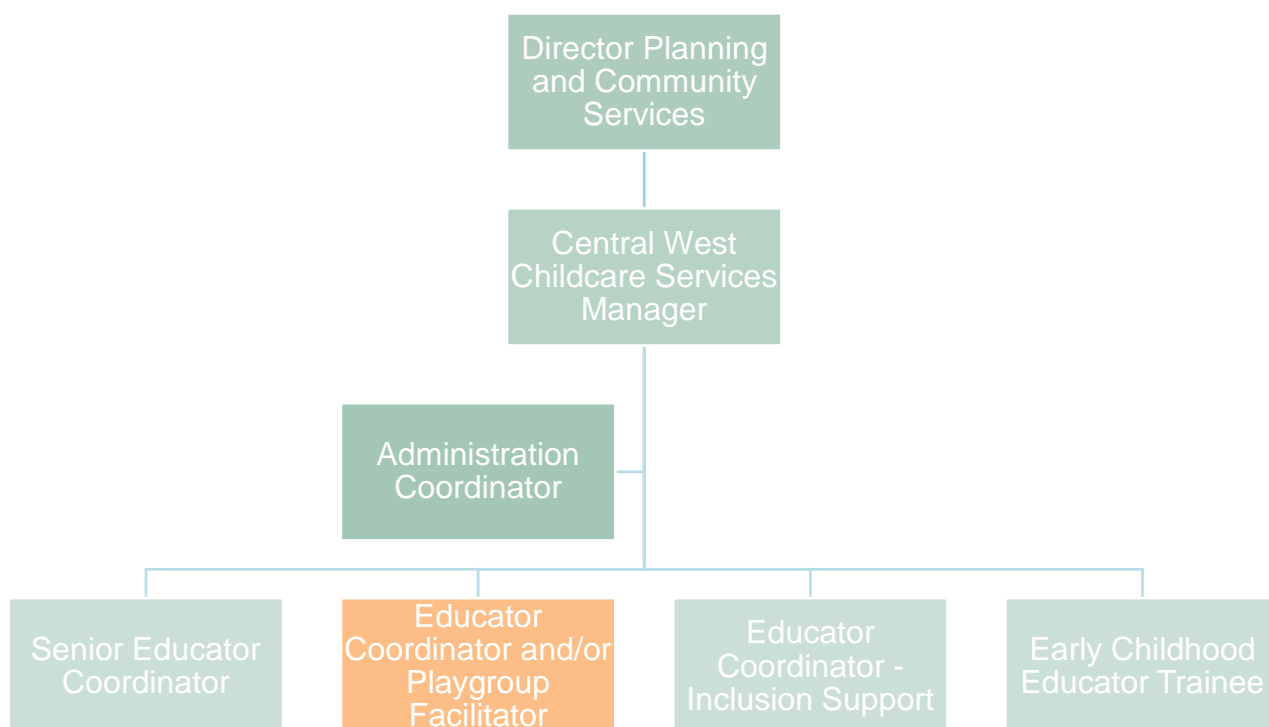 Director Planning
and Community
Services
Central West
Childcare Services
Manager
Administration
Coordinator
Senior Educator
Coordinator
Educator
Coordinator and/or
Playgroup
Facilitator
Educator
Coordinator -
Inclusion Support
Early Childhood
Educator Trainee